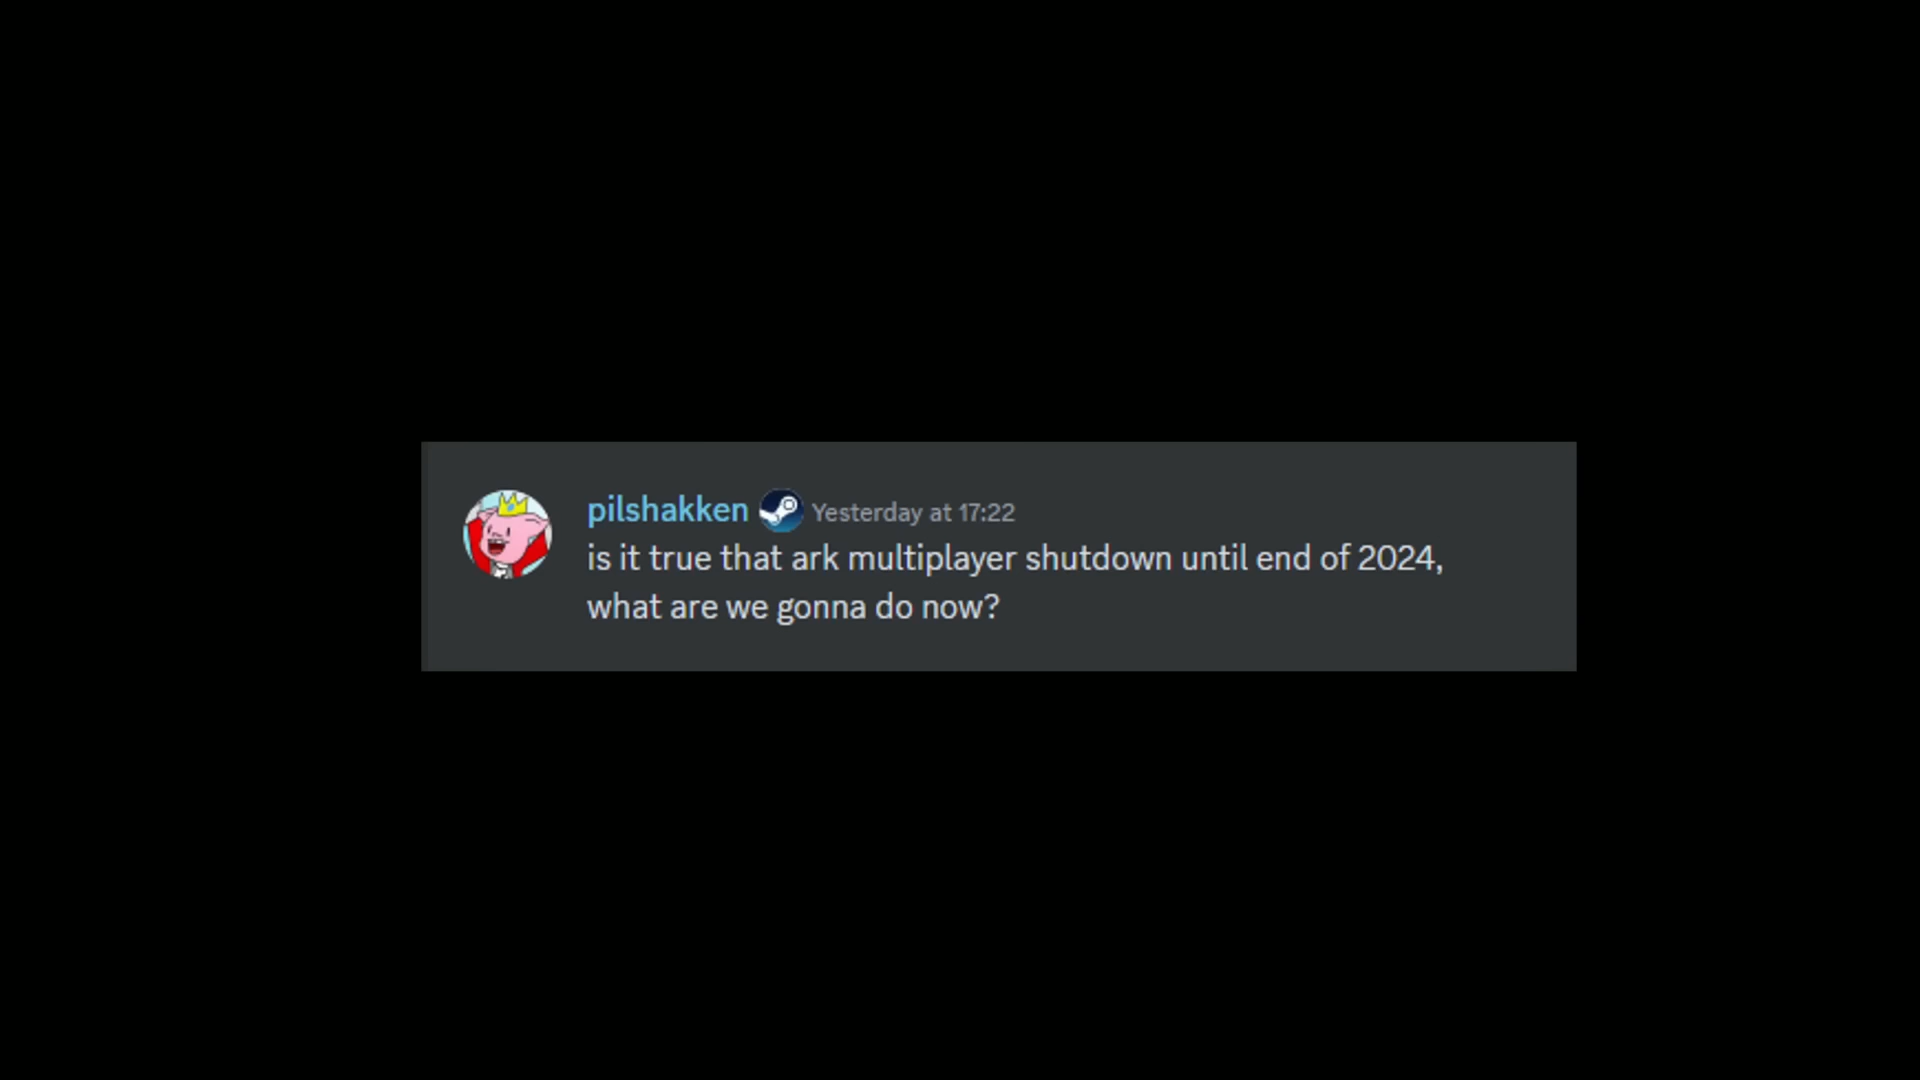 pilshakken Yesterday at 17:22
is it true that ark multiplayer shutdown until end of 2024,
what are we gonna do now?